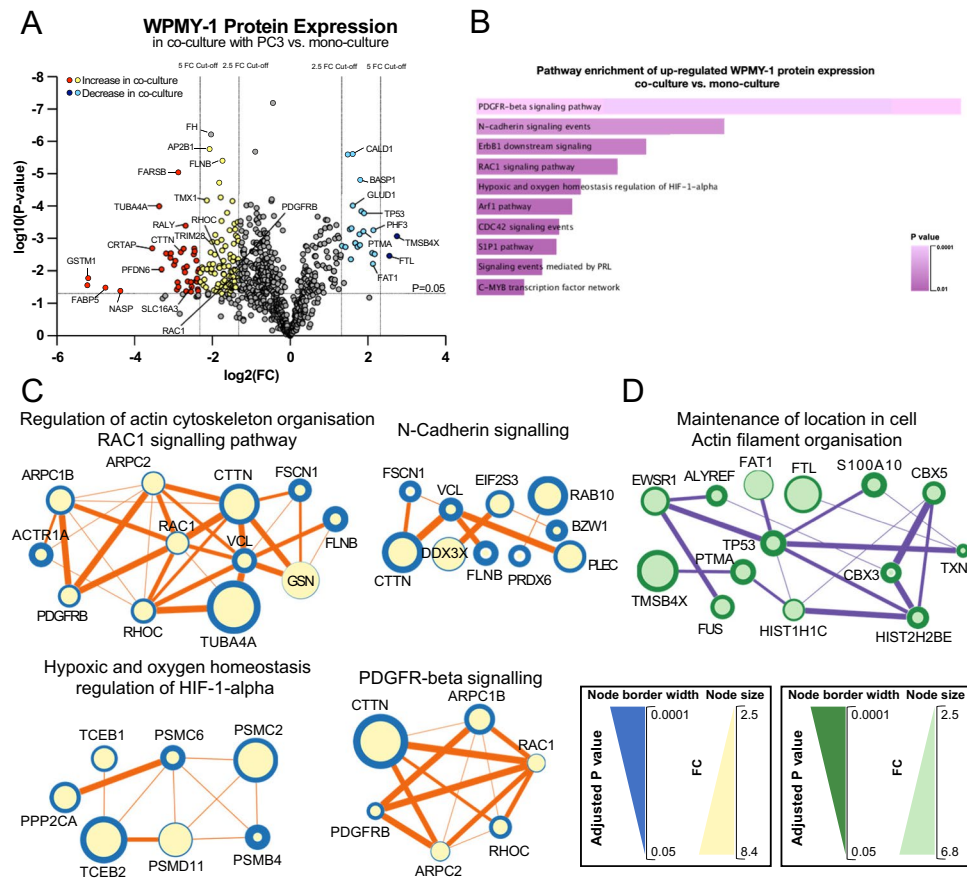 A
WPMY-1 Protein Expression
in co-culture with PC3 vs. mono-culture
5 FC Cut-off
2.5 FC Cut-off
2.5 FC Cut-off
5 FC Cut-off
Increase in co-culture
Decrease in co-culture
log10(P-value)
-8
-7
-6
-5
-4
-3
-2
-1
0
-6
-4
-2
0
2
4
log2(FC)
P=0.05
FH
AP2B1
FLNB
FARSB
TMX1
TUBA4A
RHOC
RALY
TRIM28
CTTN
CRTAP
GSTM1
PFDN6
FABP5
NASP
SLC16A3
RAC1
PDGFRB
CALD1
BASP1
GLUD1
TP53
PHF3
TMSB4X
PTMA
FTL
FAT1
B
Pathway enrichment of up-regulated WPMY-1 protein expression
co-culture vs. mono-culture
PDGFR-beta signaling pathway
N-cadherin signaling events
ErbB1 downstream signaling
RAC1 signaling pathway
Hypoxic and oxygen homeostasis regulation of HIF-1-alpha
Arf1 pathway
CDC42 signaling events
S1P1 pathway
Signaling events mediated by PRL
C-MYB transcription factor network
P value
0.0001
0.01
C
Regulation of actin cytoskeleton organisation
RAC1 signalling pathway
ARPC1B
ARPC2
CTTN
FSCN1
RAC1
ACTR1A
VCL
FLNB
GSN
PDGFRB
RHOC
TUBA4A
N-Cadherin signalling
FSCN1
VCL
EIF2S3
RAB10
BZW1
DDX3X
CTTN
FLNB
PRDX6
PLEC
Hypoxic and oxygen homeostasis
regulation of HIF-1-alpha
TCEB1
PSMC6
PSMC2
PPP2CA
TCEB2
PSMD11
PSMB4
PDGFR-beta signalling
CTTN
ARPC1B
RAC1
PDGFRB
RHOC
ARPC2
D
Maintenance of location in cell
Actin filament organisation
EWSR1
ALYREF
FAT1
FTL
S100A10
CBX5
TP53
PTMA
TXN
CBX3
TMSB4X
FUS
HIST1H1C
HIST2H2BE
Node border width
Node size
0.0001
2.5
Adjusted P value
FC
0.05
8.4
Node border width
Node size
0.0001
2.5
Adjusted P value
FC
0.05
6.8